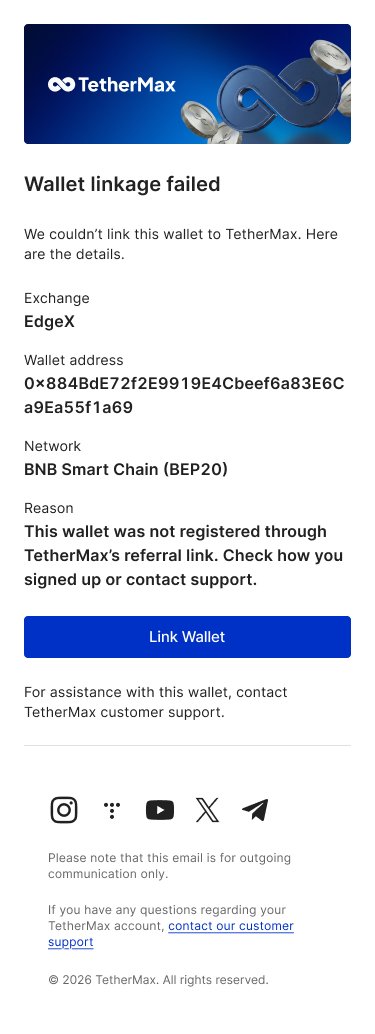 TetherMax
Wallet linkage failed
We couldn’t link this wallet to TetherMax. Here
are the details.
Exchange
EdgeX
Wallet address
0×884BdE72f2E9919E4Cbeef6a83E6C
a9Ea55f1a69
Network
BNB Smart Chain (BEP20)
Reason
This wallet was not registered through
TetherMax’s referral link. Check how you
signed up or contact support.
Link Wallet
For assistance with this wallet, contact
TetherMax customer support.
Please note that this email is for outgoing
communication only.
If you have any questions regarding your
TetherMax account, contact our customer
support
© 2026 TetherMax. All rights reserved.